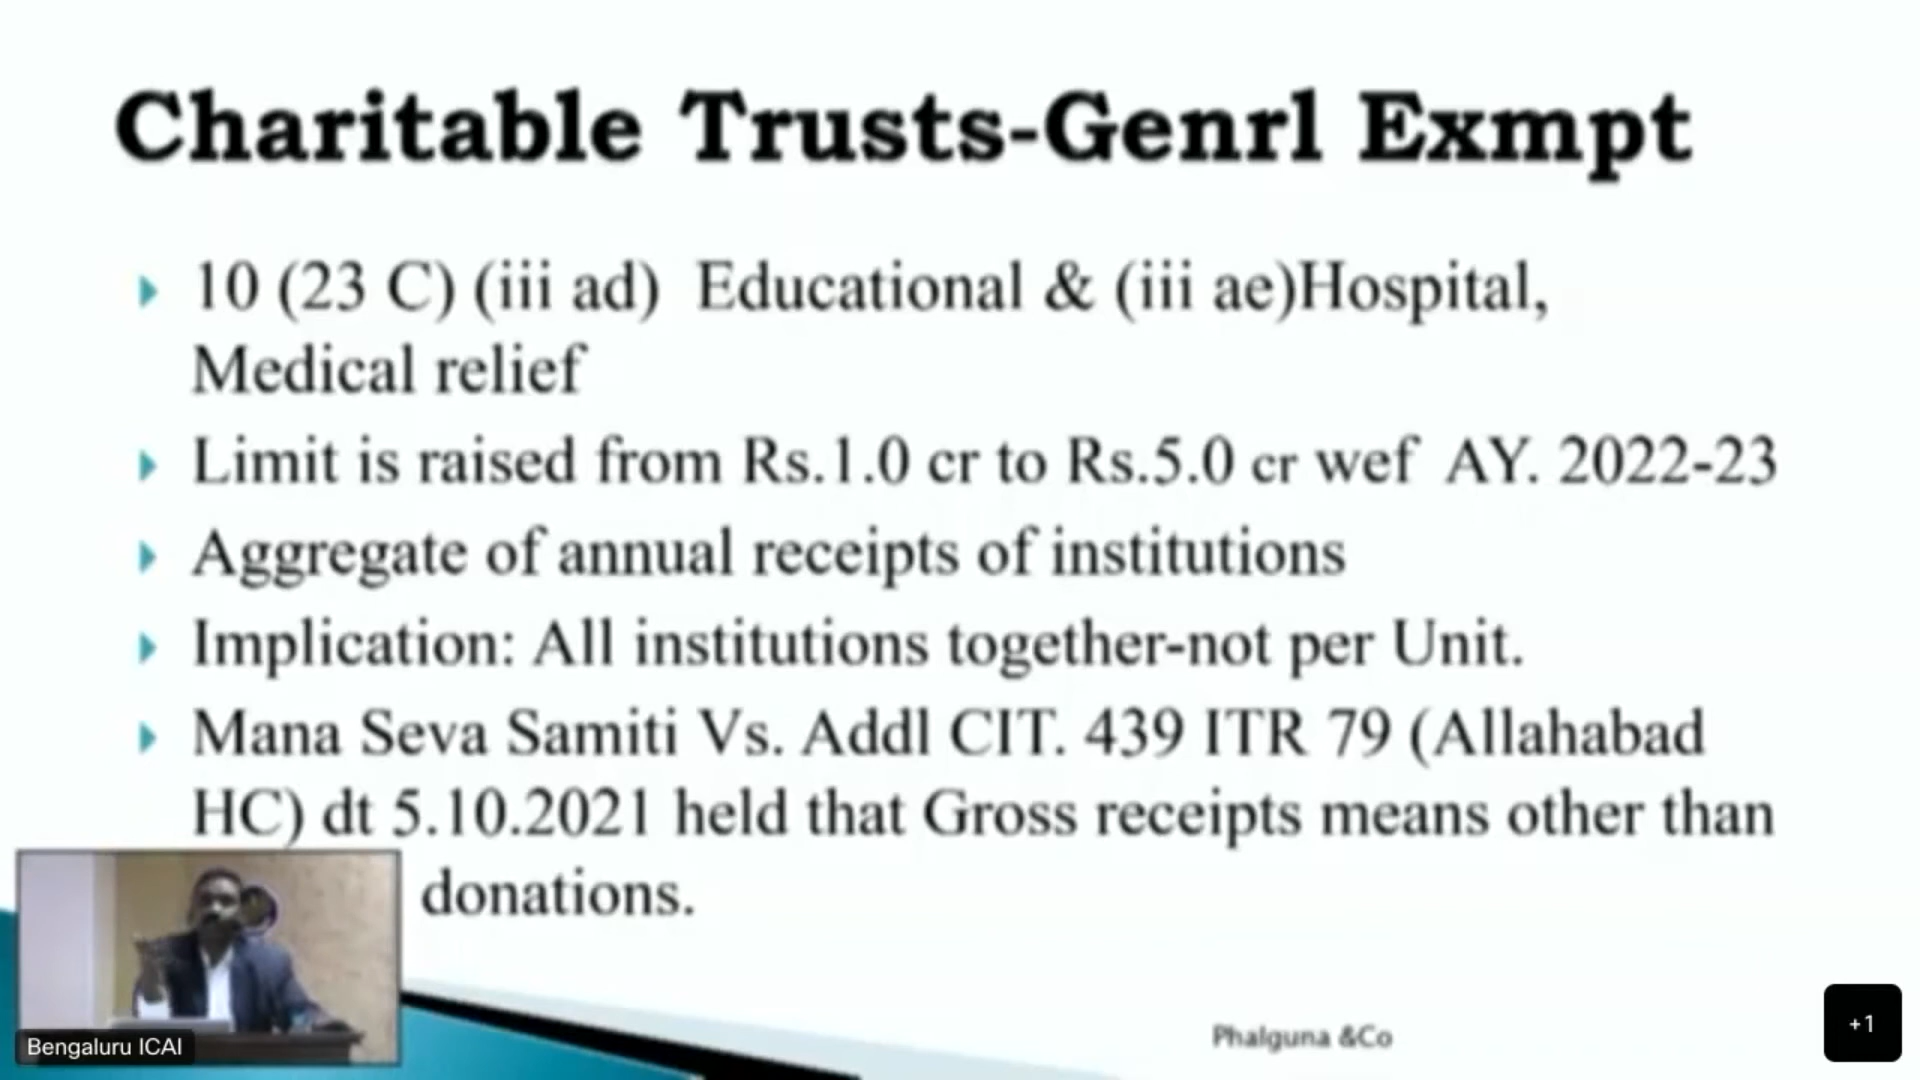 Charitable Trusts-Genrl Exmpt
10 (23 C) (iii ad) Educational & (iii ae)Hospital,
Medical relief
Limit is raised from Rs.1.0 cr to Rs.5.0 cr wef AY. 2022-23
Aggregate of annual receipts of institutions
Implication: All institutions together-not per Unit.
Mana Seva Samiti Vs. Addl CIT. 439 ITR 79 (Allahabad
HC) dt 5.10.2021 held that Gross receipts means other than
donations.
Bengaluru ICAI
Phalguna &Co
+1